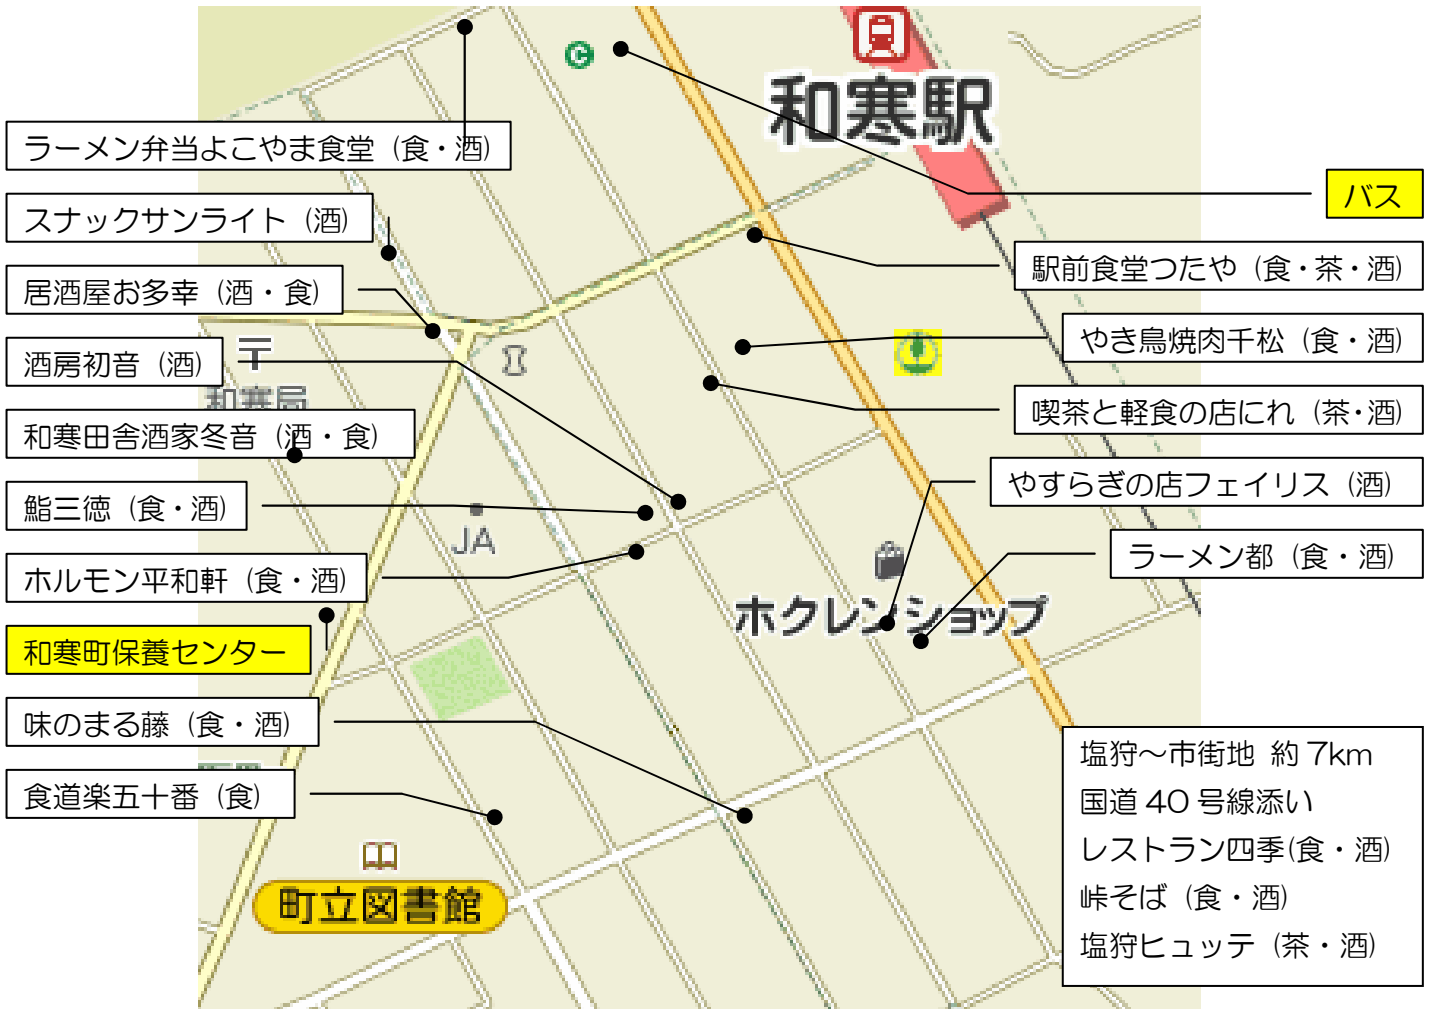 和寒駅
ラーメン弁当よこやま食堂（食・酒）
スナックサンライト（酒）
居酒屋お多幸（酒・食）
酒房初音（酒）
和寒局
和寒田舎酒家冬音（酒・食）
鮨三徳（食・酒）
JA
ホルモン平和軒（食・酒）
和寒町保養センター
味のまる藤（食・酒）
食道楽五十番（食）
町立図書館
バス
駅前食堂つたや（食・茶・酒）
やき鳥焼肉千松（食・酒）
喫茶と軽食の店にれ（茶・酒）
やすらぎの店フェイリス（酒）
ラーメン都（食・酒）
ホクレンショップ
塩狩～市街地 約7km
国道40号線添い
レストラン四季(食・酒)
峠そば（食・酒）
塩狩ヒュッテ（茶・酒）